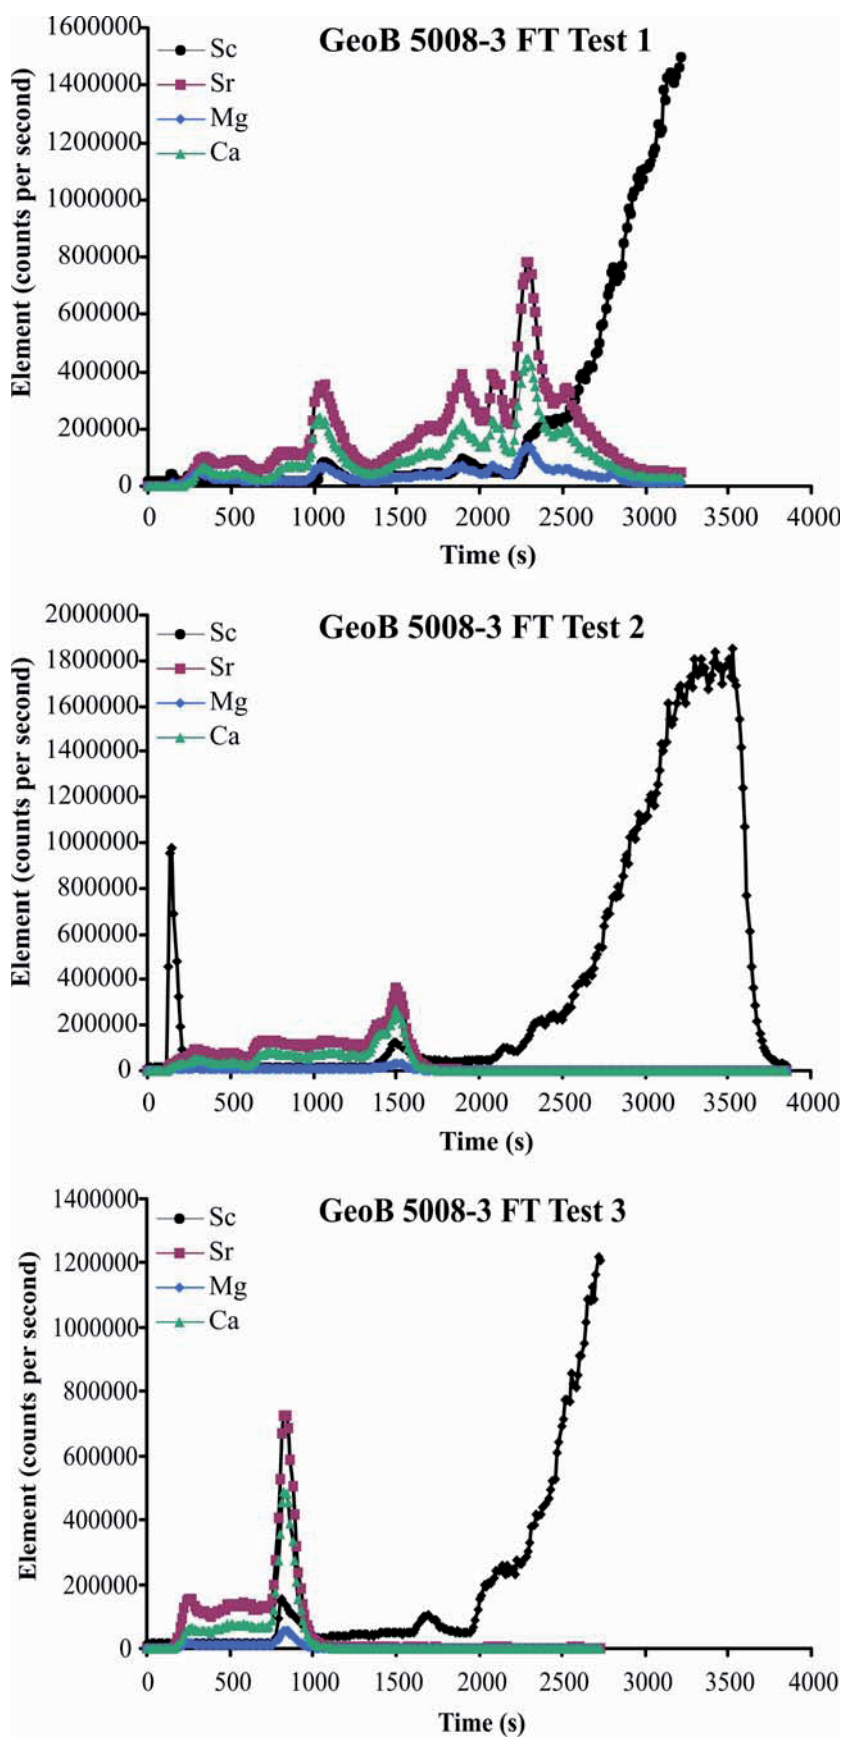 GeoB 5008-3 FT Test 1
Element (counts per second)
1600000
1400000
1200000
1000000
800000
600000
400000
200000
0
Sc
Sr
Mg
Ca
0 500 1000 1500 2000 2500 3000 3500 4000
Time (s)
GeoB 5008-3 FT Test 2
Element (counts per second)
2000000
1800000
1600000
1400000
1200000
1000000
800000
600000
400000
200000
0
Sc
Sr
Mg
Ca
0 500 1000 1500 2000 2500 3000 3500 4000
Time (s)
GeoB 5008-3 FT Test 3
Element (counts per second)
1400000
1200000
1000000
800000
600000
400000
200000
0
Sc
Sr
Mg
Ca
0 500 1000 1500 2000 2500 3000 3500 4000
Time (s)